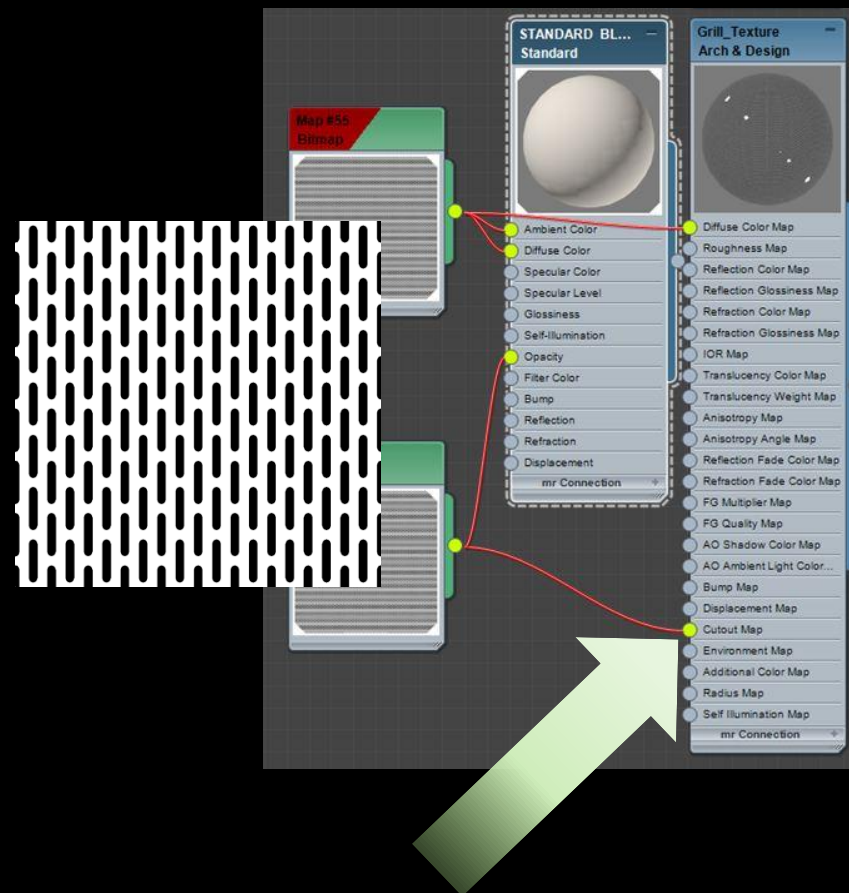 Map #55
Bitmap
STANDARD BL...
Standard
Ambient Color
Diffuse Color
Specular Color
Specular Level
Glossiness
Self-Illumination
Opacity
Filter Color
Bump
Reflection
Refraction
Displacement
mr Connection
Grill_Texture
Arch & Design
Diffuse Color Map
Roughness Map
Reflection Color Map
Reflection Glossiness Map
Refraction Color Map
Refraction Glossiness Map
IOR Map
Translucency Color Map
Translucency Weight Map
Anisotropy Map
Anisotropy Angle Map
Reflection Fade Color Map
Refraction Fade Color Map
FG Multiplier Map
FG Quality Map
AO Shadow Color Map
AO Ambient Light Color...
Bump Map
Displacement Map
Cutout Map
Environment Map
Additional Color Map
Radius Map
Self Illumination Map
mr Connection